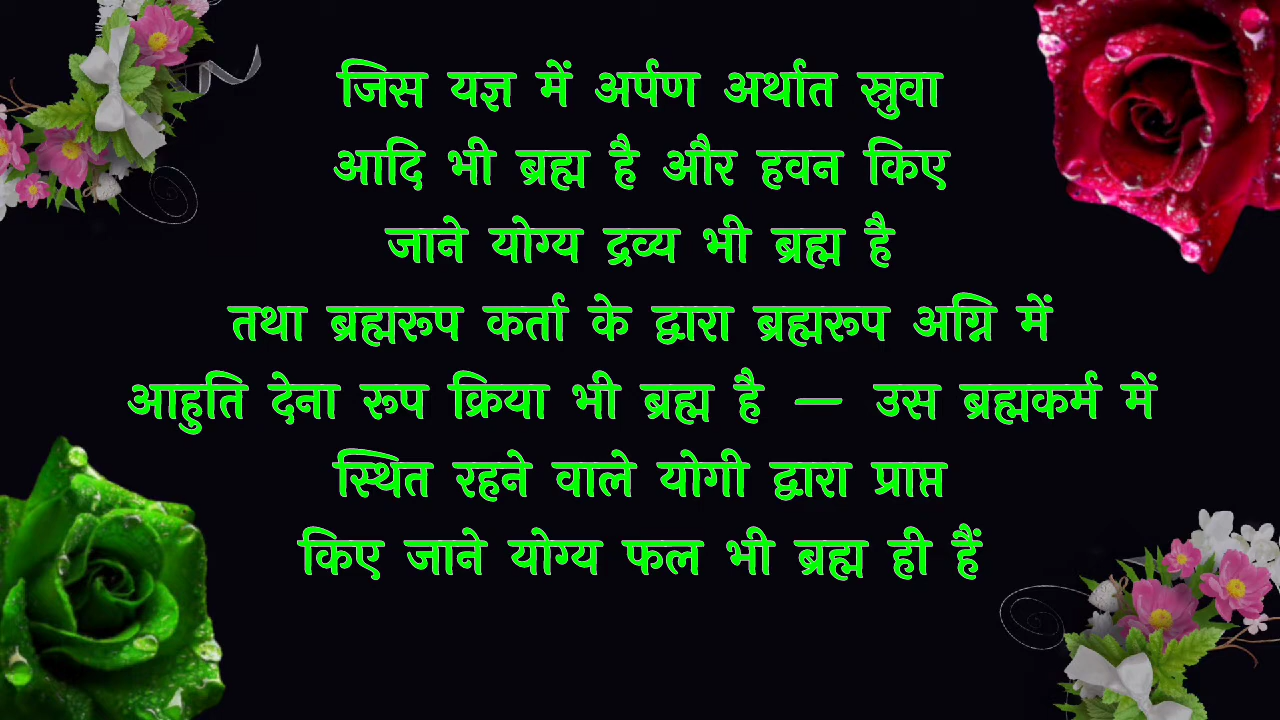 जिस यज्ञ में अर्पण अर्थात स्रुवा
आदि भी ब्रह्म है और हवन किए
जाने योग्य द्रव्य भी ब्रह्म है
तथा ब्रह्मरूप कर्ता के द्वारा ब्रह्मरूप अग्नि में
आहुति देना रूप क्रिया भी ब्रह्म है — उस ब्रह्मकर्म में
स्थित रहने वाले योगी द्वारा प्राप्त
किए जाने योग्य फल भी ब्रह्म ही हैं